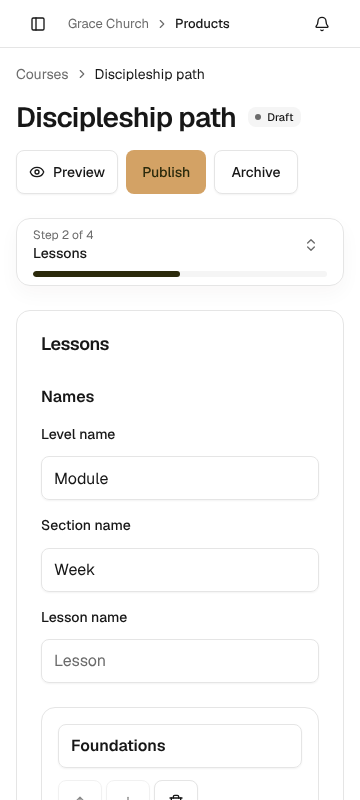 Grace Church > Products
Courses > Discipleship path
Discipleship path
Draft
Preview
Publish
Archive
Step 2 of 4
Lessons
Lessons
Names
Level name
Module
Section name
Week
Lesson name
Lesson
Foundations